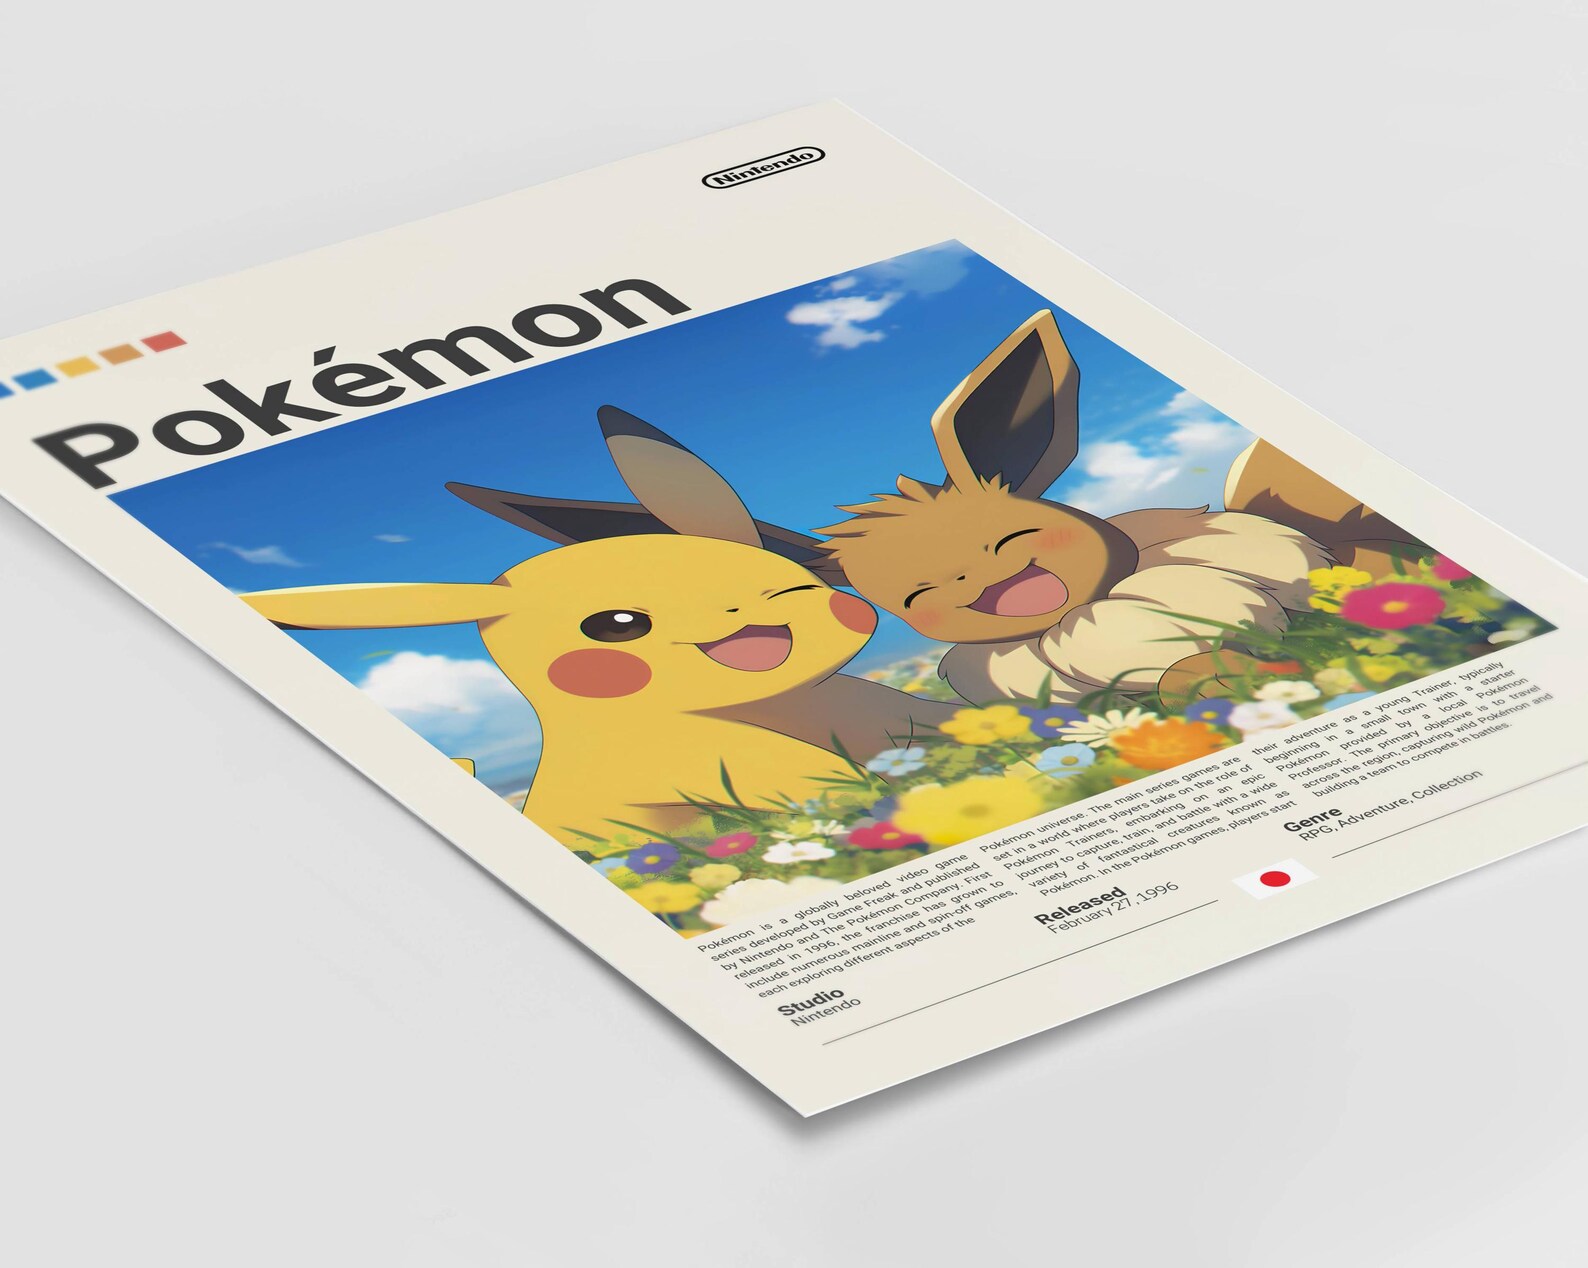 Nintendo
Pokémon
Pokémon is a globally beloved video game
series developed by Game Freak and published
by Nintendo and The Pokémon Company. First
released in 1996, the franchise has grown to
include numerous mainline and spin-off games,
each exploring different aspects of the
Pokémon universe. The main series games are
set in a world where players take on the role of
Pokémon Trainers, embarking on an epic
journey to capture, train, and battle with a wide
variety of fantastical creatures known as
Pokémon. In the Pokémon games, players start
their adventure as a young Trainer, typically
beginning in a small town with a starter
Pokémon provided by a local Pokémon
Professor. The primary objective is to travel
across the region, capturing wild Pokémon and
building a team to compete in battles.
Studio
Nintendo
Released
February 27, 1996
Genre
RPG, Adventure, Collection